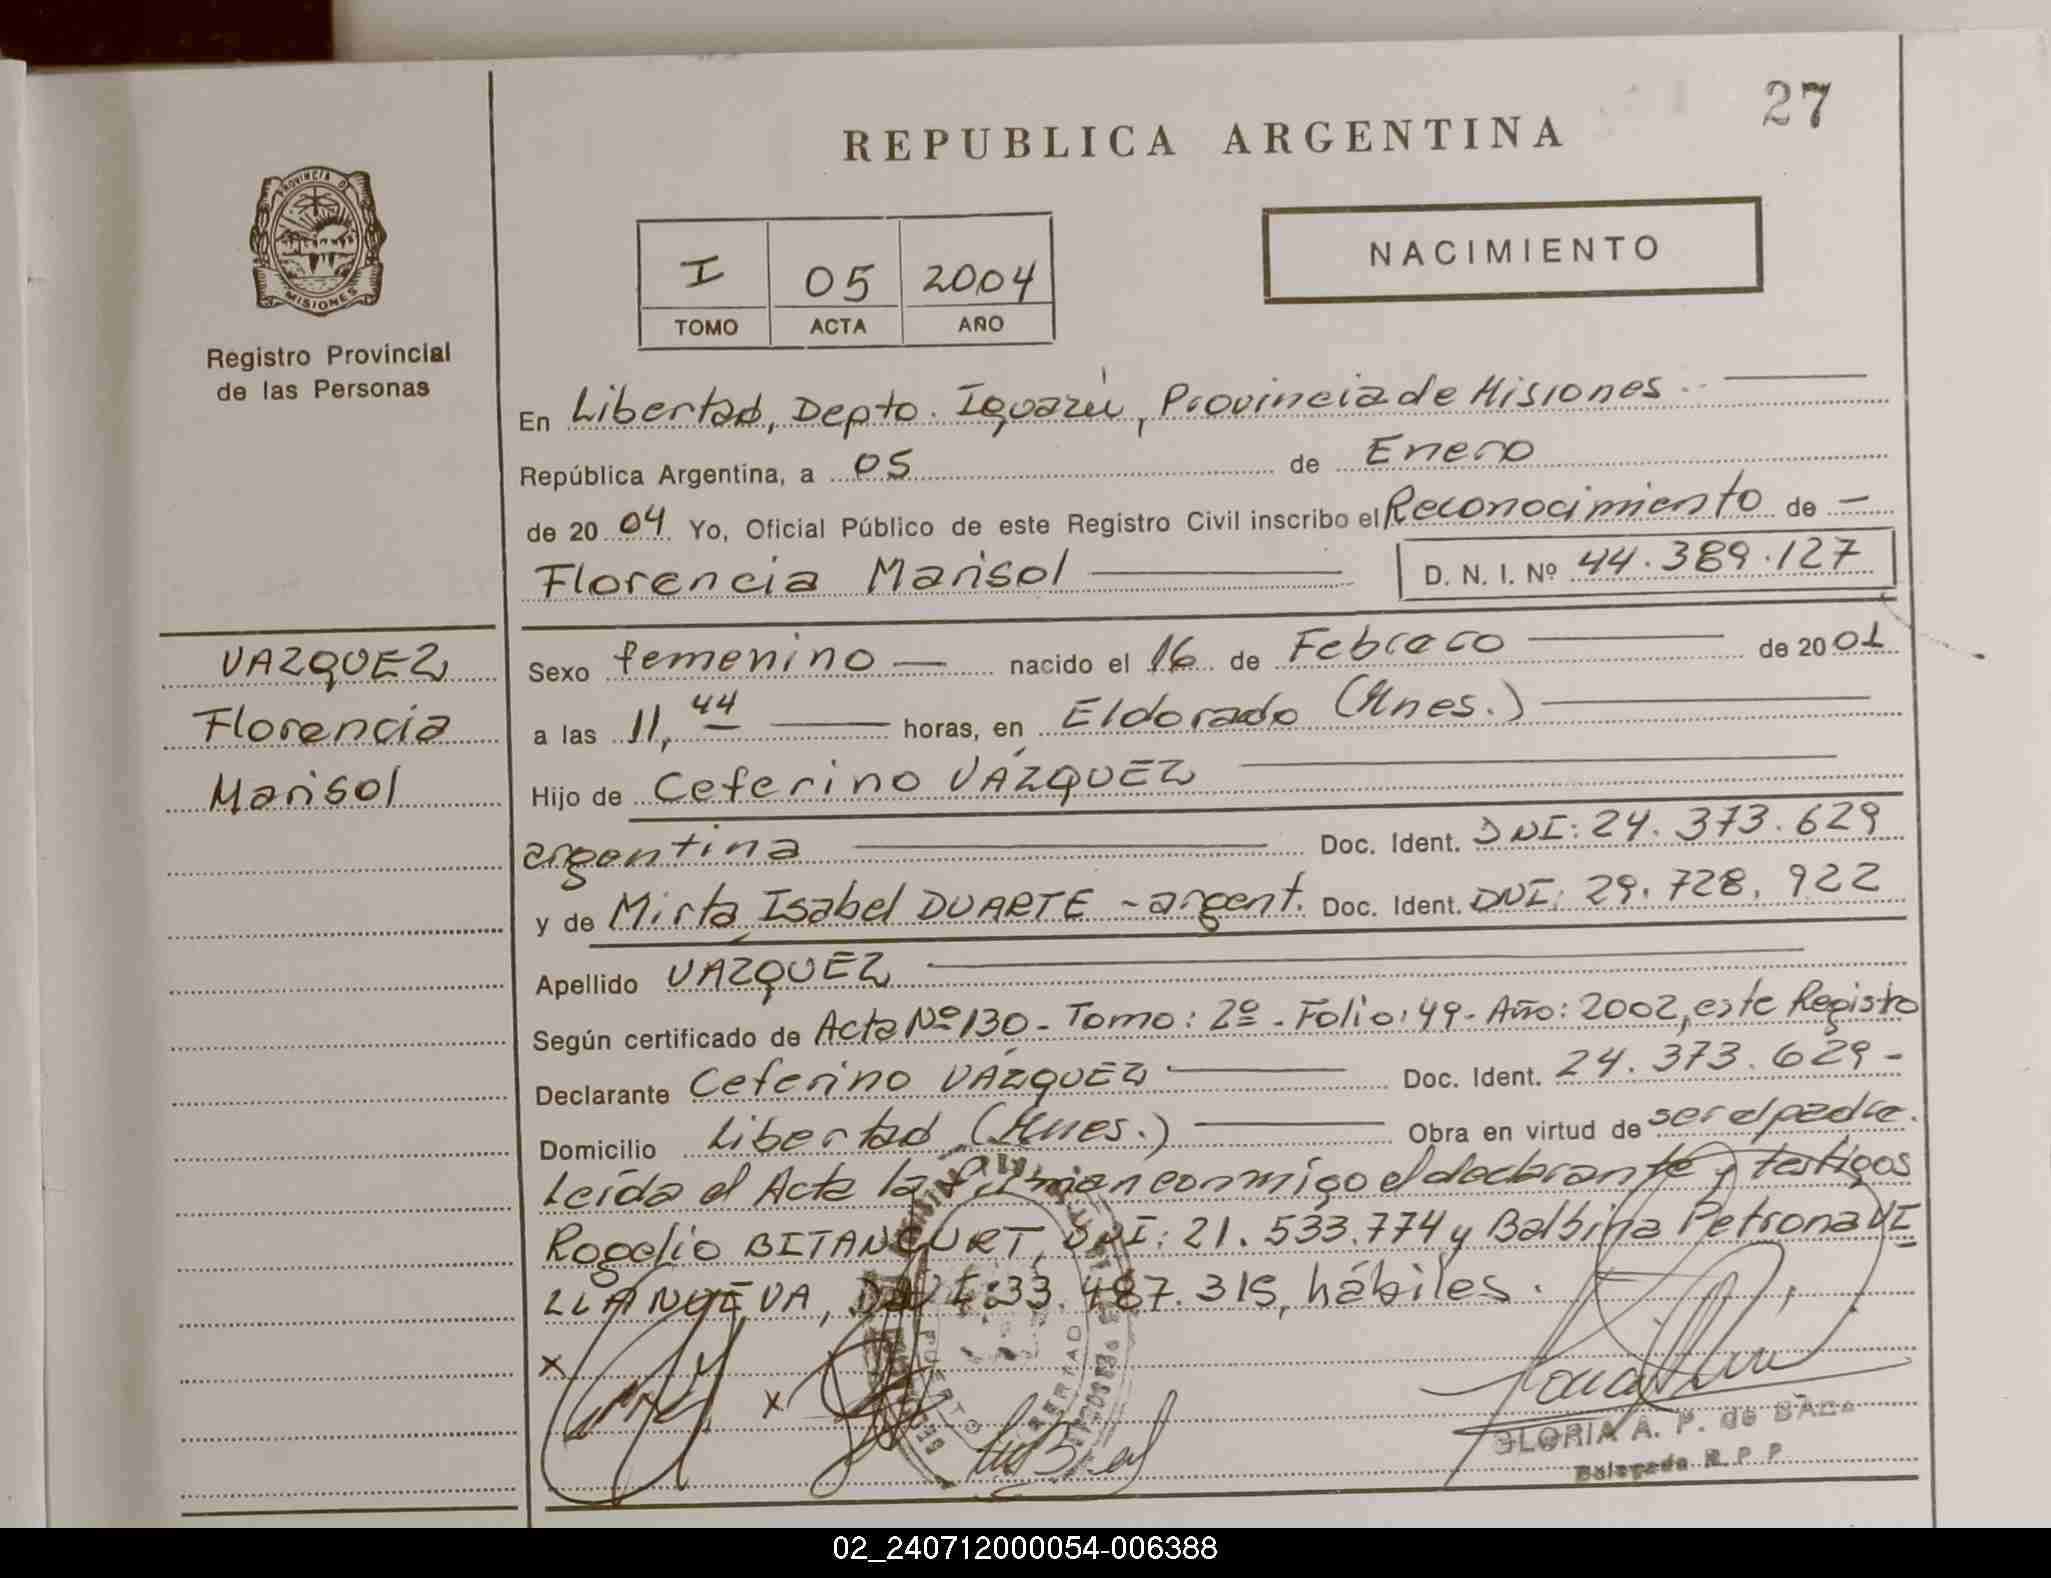 27
REPUBLICA ARGENTINA
PROVINCIA DE
MISIONES
Registro Provincial
de las Personas
NACIMIENTO
I 05 2004
TOMO ACTA AÑO
En Libertad, Depto. Iguazú, Provincia de Misiones.
República Argentina, a 05 de Enero
de 2004 Yo, Oficial Público de este Registro Civil inscribo el Reconocimiento de —
Florencia Marisol — D. N. I. Nº 44.389.127
VAZQUEZ
Florencia
Marisol
Sexo femenino — nacido el 16 de Febrero — de 2001
a las 11,44 — horas, en Eldorado (Mnes.) —
Hijo de Ceferino VÁZQUEZ —
argentina — Doc. Ident. DNI: 24.373.629
y de Mirta Isabel DUARTE - argent. Doc. Ident. DNI: 29.728.922
Apellido VAZQUEZ —
Según certificado de Acta Nº 130 - Tomo: 2º - Folio: 49 - Año: 2002, este Registro
Declarante Ceferino VÁZQUEZ — Doc. Ident. 24.373.629 -
Domicilio Libertad (Mnes.) — Obra en virtud de ser el padre.
Leída el Acta la firman conmigo el declarante y testigos
Rogelio BITANCURT, DNI: 21.533.774 y Balbina Petrona VI
LLANUEVA, DNI: 33.487.315, hábiles.
x x
PUERTO LIBERTAD
GLORIA A. P. de BÁEZ
Delegada R. P. P.
02_240712000054-006388